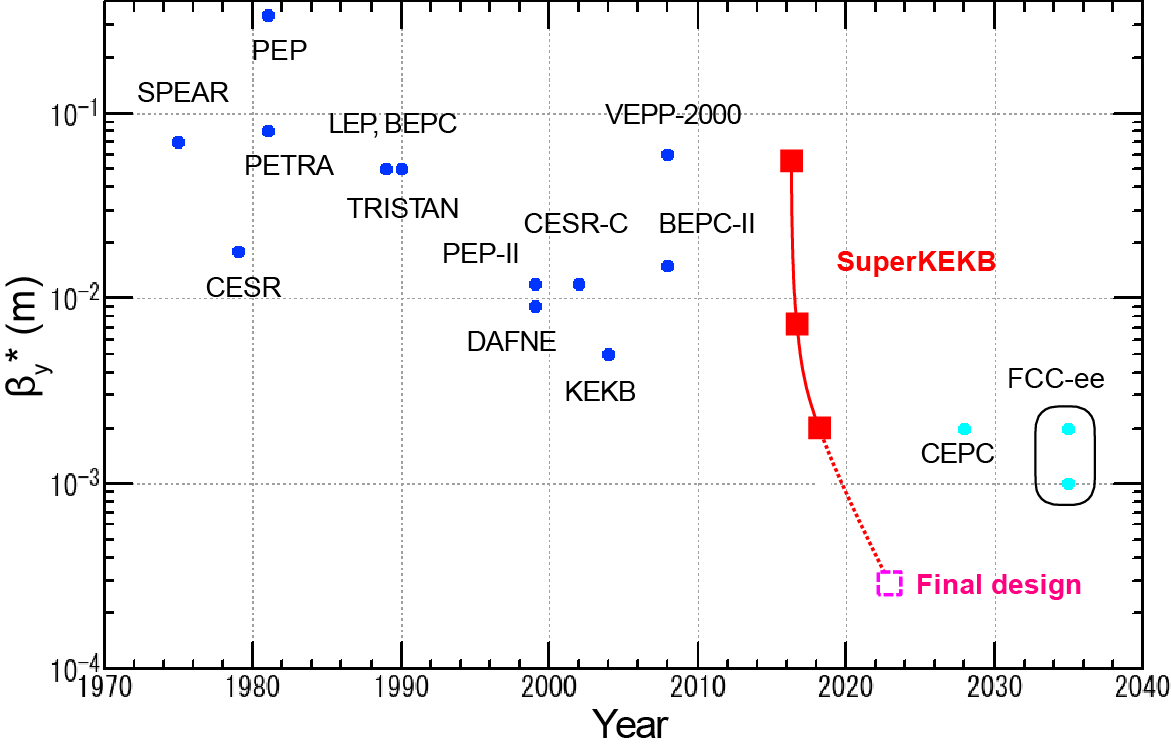 PEP
SPEAR
10⁻¹
LEP, BEPC
VEPP-2000
PETRA
TRISTAN
CESR-C
BEPC-II
PEP-II
SuperKEKB
CESR
10⁻²
DAFNE
KEKB
FCC-ee
CEPC
10⁻³
Final design
10⁻⁴
βy* (m)
1970 1980 1990 2000 2010 2020 2030 2040
Year